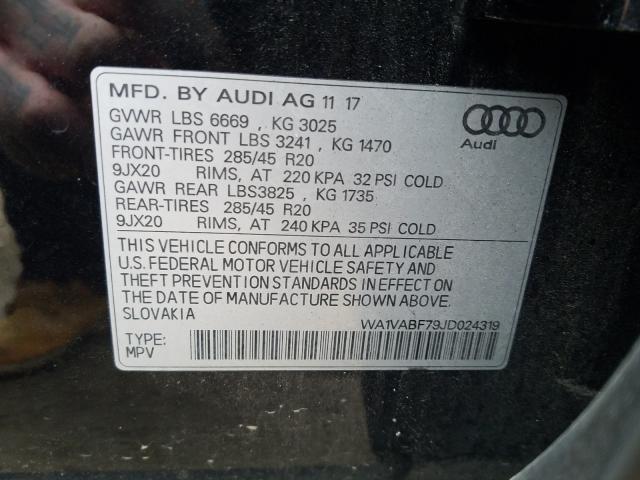 MFD. BY AUDI AG 11 17
GVWR LBS 6669 , KG 3025
GAWR FRONT LBS 3241 , KG 1470
FRONT-TIRES 285/45 R20
9JX20 RIMS, AT 220 KPA 32 PSI COLD
GAWR REAR LBS3825 , KG 1735
REAR-TIRES 285/45 R20
9JX20 RIMS, AT 240 KPA 35 PSI COLD
Audi
THIS VEHICLE CONFORMS TO ALL APPLICABLE
U.S. FEDERAL MOTOR VEHICLE SAFETY AND
THEFT PREVENTION STANDARDS IN EFFECT ON
THE DATE OF MANUFACTURE SHOWN ABOVE.
SLOVAKIA
WA1VABF79JD024319
TYPE:
MPV